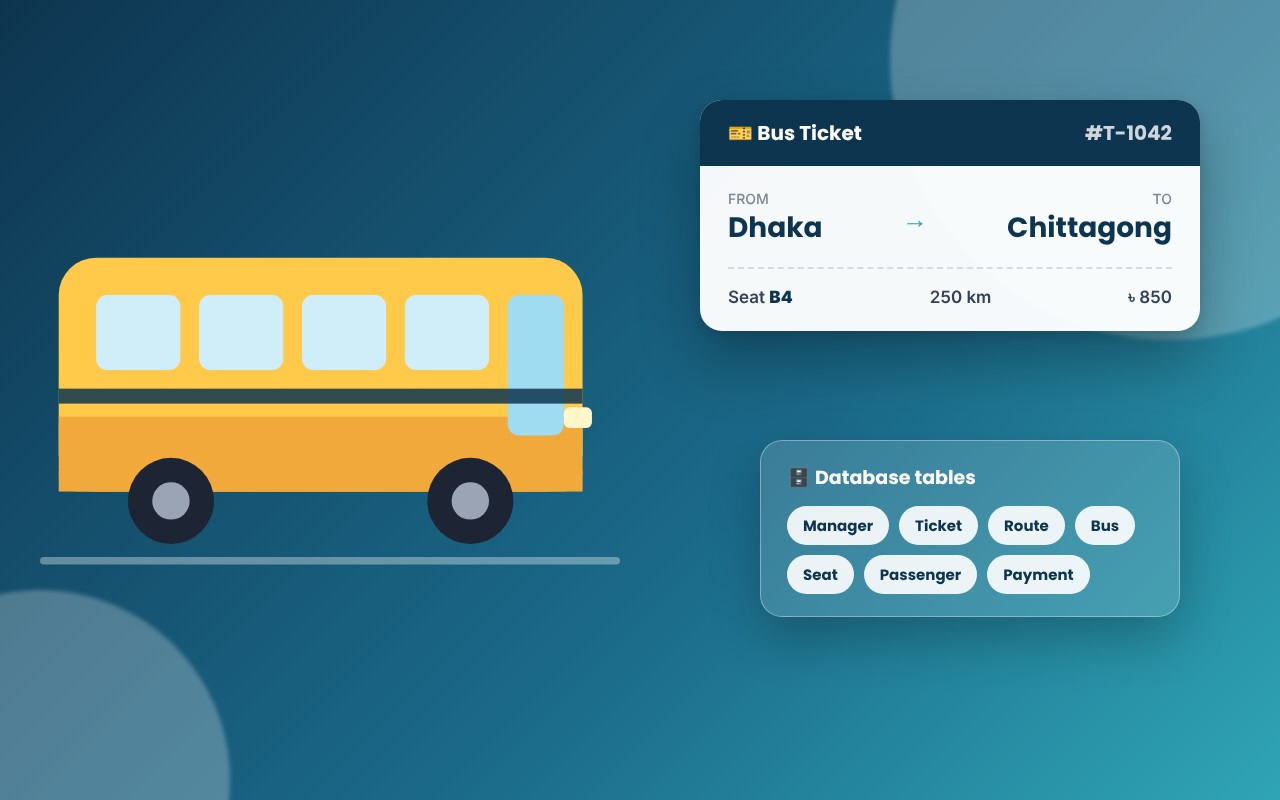 🎫 Bus Ticket #T-1042
FROM TO
Dhaka → Chittagong
Seat B4 250 km ৳ 850
🗄️ Database tables
Manager Ticket Route Bus
Seat Passenger Payment